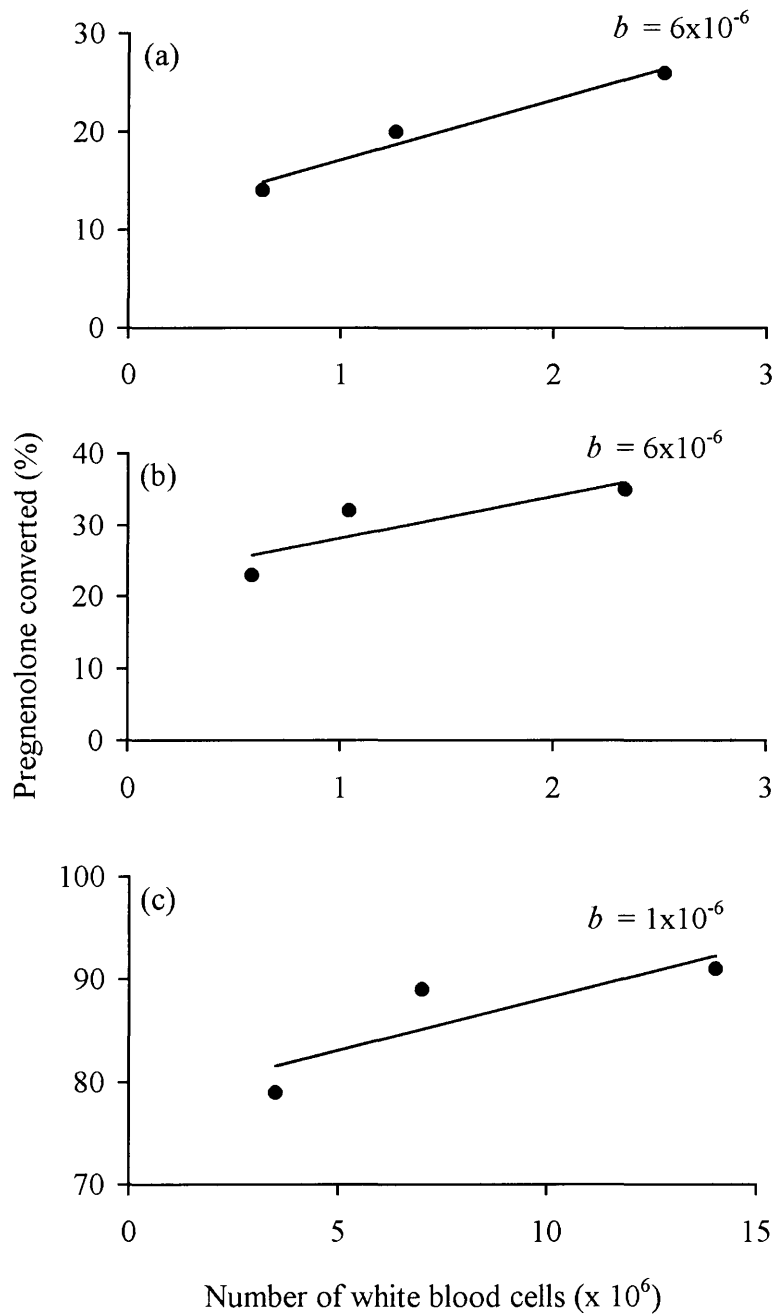 30
(a)
b = 6x10⁻⁶
20
10
0
0 1 2 3
40
(b)
b = 6x10⁻⁶
30
20
10
0
0 1 2 3
Pregnenolone converted (%)
100
(c)
b = 1x10⁻⁶
90
80
70
0 5 10 15
Number of white blood cells (x 10⁶)